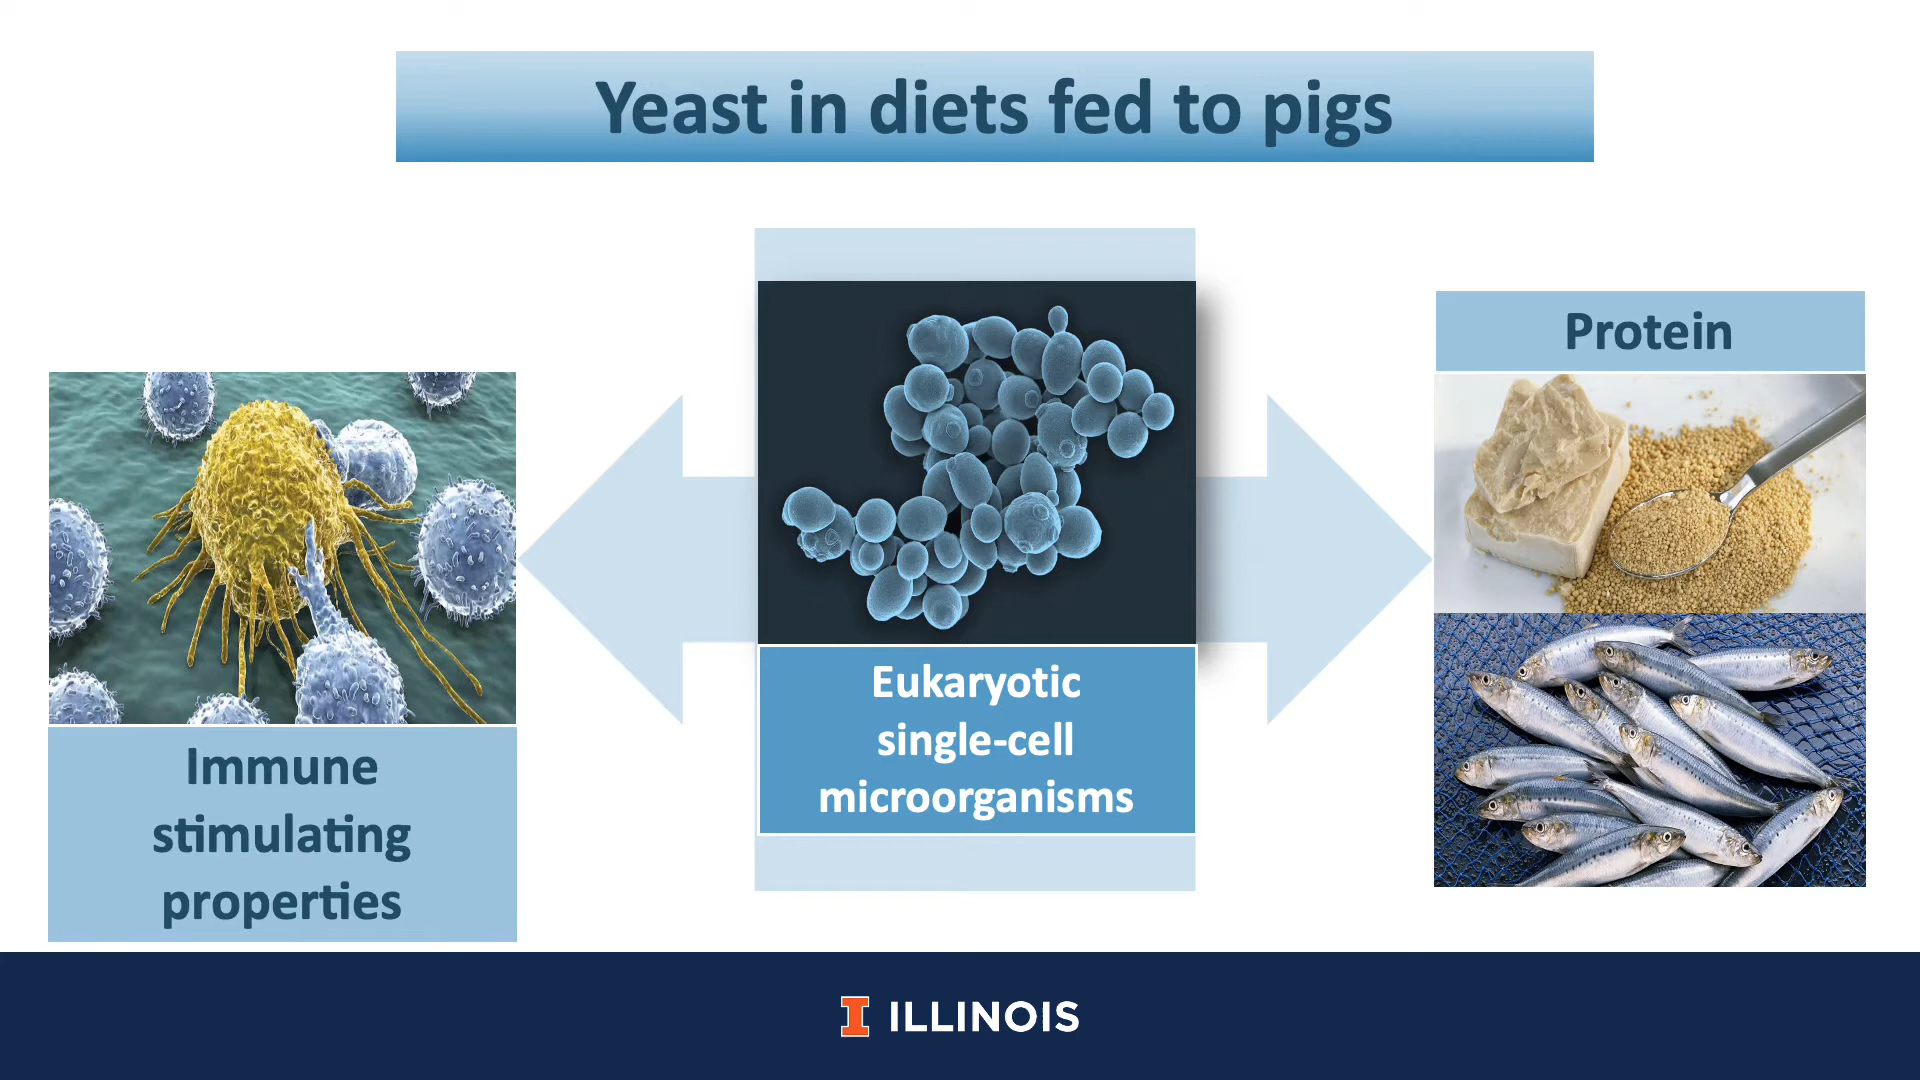 Yeast in diets fed to pigs
Immune
stimulating
properties
Eukaryotic
single-cell
microorganisms
Protein
ILLINOIS